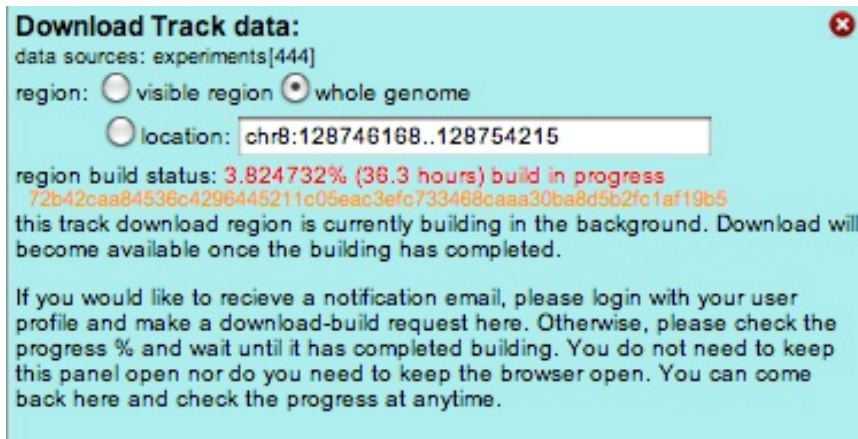 Download Track data:
data sources: experiments[444]
region: visible region whole genome
location: chr8:128746168..128754215
region build status: 3.824732% (36.3 hours) build in progress
72b42caa84536c4296445211c05eac3efc733468caaa30ba8d5b2fc1af19b5
this track download region is currently building in the background. Download will
become available once the building has completed.
If you would like to recieve a notification email, please login with your user
profile and make a download-build request here. Otherwise, please check the
progress % and wait until it has completed building. You do not need to keep
this panel open nor do you need to keep the browser open. You can come
back here and check the progress at anytime.